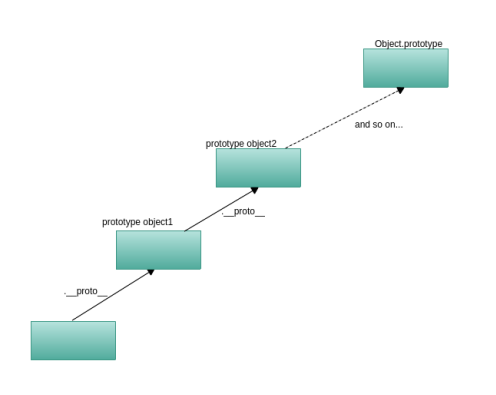 Object.prototype
and so on...
prototype object2
.__proto__
prototype object1
.__proto__